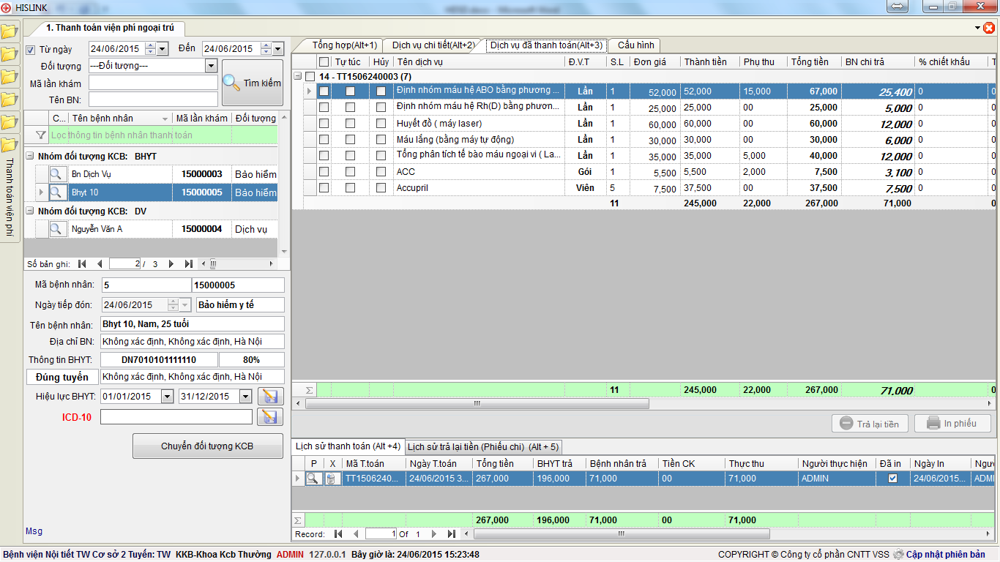 HISLINK
1. Thanh toán viện phí ngoại trú
Thanh toán viện phí
Từ ngày 24/06/2015 Đến 24/06/2015
Đối tượng ---Đối tượng---
Mã lần khám
Tên BN:
Tìm kiếm
C... Tên bệnh nhân Mã lần khám Đối tượng
Lọc thông tin bệnh nhân thanh toán
Nhóm đối tượng KCB: BHYT
Bn Dịch Vụ 15000003 Bảo hiểm
Bhyt 10 15000005 Bảo hiểm
Nhóm đối tượng KCB: DV
Nguyễn Văn A 15000004 Dịch vụ
Số bản ghi: 2 / 3
Mã bệnh nhân: 5 15000005
Ngày tiếp đón: 24/06/2015 Bảo hiểm y tế
Tên bệnh nhân: Bhyt 10, Nam, 25 tuổi
Địa chỉ BN: Không xác định, Không xác định, Hà Nội
Thông tin BHYT: DN7010101111110 80%
Đúng tuyến Không xác định, Không xác định, Hà Nội
Hiệu lực BHYT: 01/01/2015 31/12/2015
ICD-10
Chuyển đối tượng KCB
Msg
Tổng hợp(Alt+1) Dịch vụ chi tiết(Alt+2) Dịch vụ đã thanh toán(Alt+3) Cấu hình
Tự túc Hủy Tên dịch vụ Đ.V.T S.L Đơn giá Thành tiền Phụ thu Tổng tiền BN chi trả % chiết khấu T
14 - TT1506240003 (7)
Định nhóm máu hệ ABO bằng phương ... Lần 1 52,000 52,000 15,000 67,000 25,400 0
Định nhóm máu hệ Rh(D) bằng phươn... Lần 1 25,000 25,000 00 25,000 5,000 0
Huyết đồ ( máy laser) Lần 1 60,000 60,000 00 60,000 12,000 0
Máu lắng (bằng máy tự động) Lần 1 30,000 30,000 00 30,000 6,000 0
Tổng phân tích tế bào máu ngoại vi ( La... Lần 1 35,000 35,000 5,000 40,000 12,000 0
ACC Gói 1 5,500 5,500 2,000 7,500 3,100 0
Accupril Viên 5 7,500 37,500 00 37,500 7,500 0
11 245,000 22,000 267,000 71,000 0
Σ 11 245,000 22,000 267,000 71,000 0
Trả lại tiền In phiếu
Lịch sử thanh toán (Alt +4) Lịch sử trả lại tiền (Phiếu chi) (Alt + 5)
P X Mã T.toán Ngày T.toán Tổng tiền BHYT trả Bệnh nhân trả Tiền CK Thực thu Người thực hiện Đã in Ngày In Ngườ
TT1506240... 24/06/2015 3... 267,000 196,000 71,000 00 71,000 ADMIN 24/06/2015... ADMI
Σ 267,000 196,000 71,000 00 71,000
Record: 1 Of 1
Bệnh viện Nội tiết TW Cơ sở 2 Tuyến: TW KKB-Khoa Kcb Thường ADMIN 127.0.0.1 Bây giờ là: 24/06/2015 15:23:48 COPYRIGHT © Công ty cổ phần CNTT VSS Cập nhật phiên bản